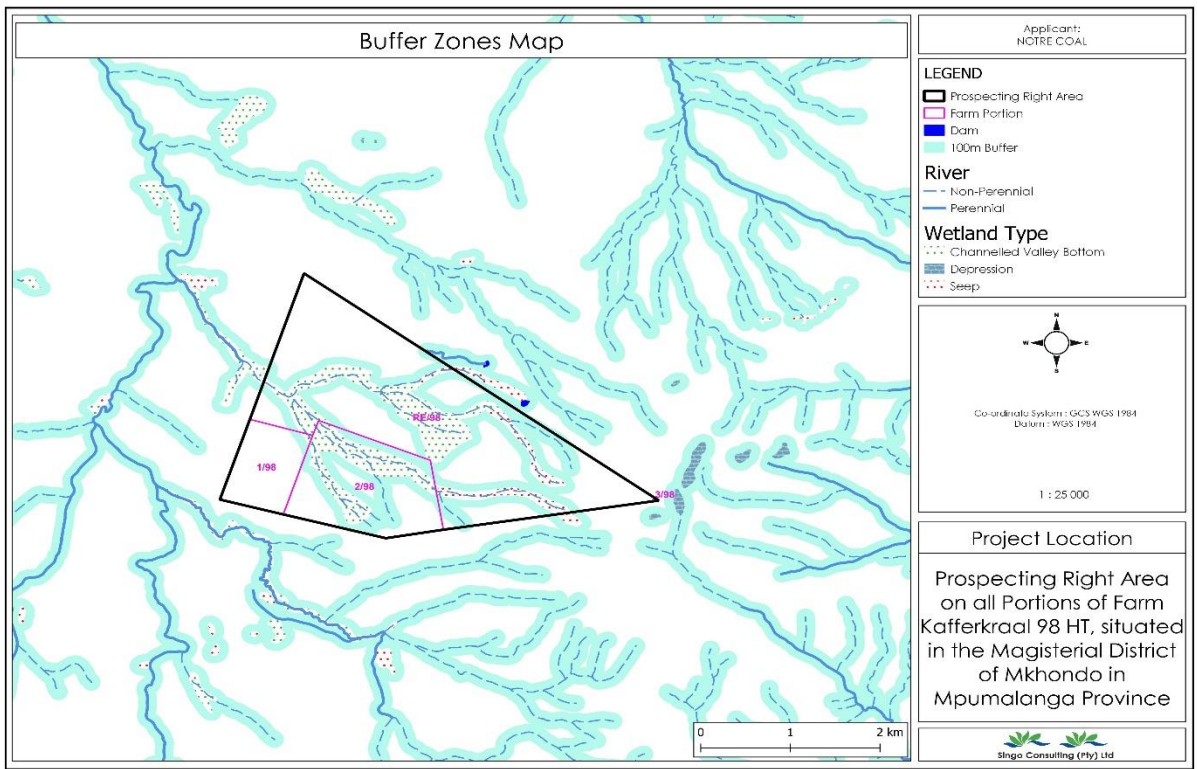 Buffer Zones Map
Applicant:
NOTRE COAL
LEGEND
Prospecting Right Area
Farm Portion
Dam
100m Buffer
River
Non-Perennial
Perennial
Wetland Type
Channelled Valley Bottom
Depression
Seep
N
W
E
S
Co-ordinate System : GCS WGS 1984
Datum : WGS 1984
1 : 25 000
Project Location
Prospecting Right Area
on all Portions of Farm
Kafferkraal 98 HT, situated
in the Magisterial District
of Mkhondo in
Mpumalanga Province
Singo Consulting (Pty) Ltd
RE/98
1/98
2/98
3/98
0
1
2 km